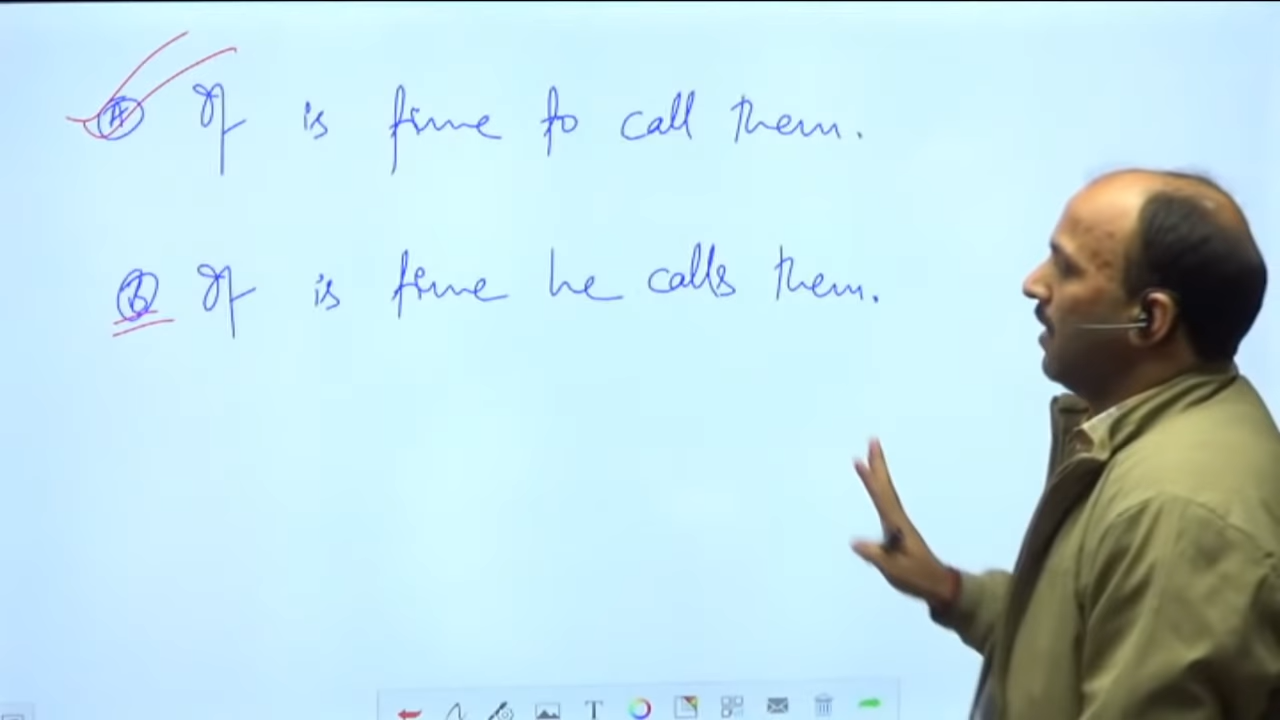 (A) It is time to call them.
(B) It is time he calls them.
T